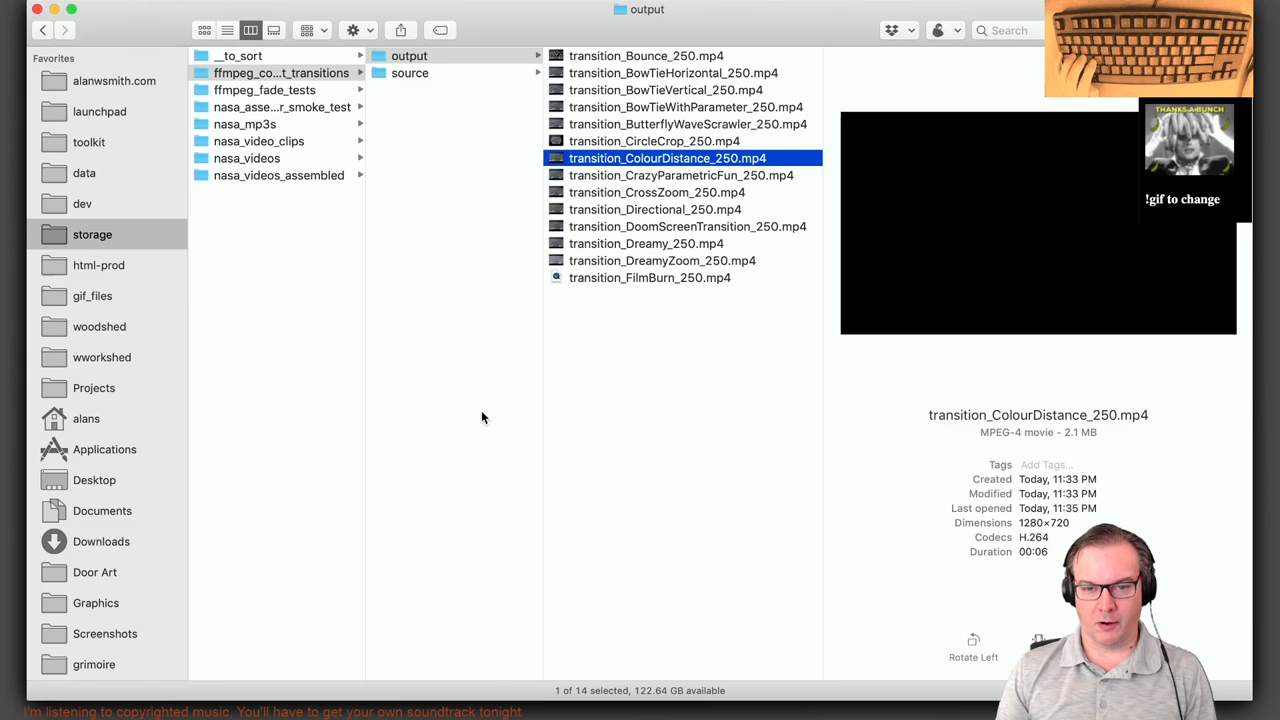 output
Search
THANKS A BUNCH
!gif to change
Favorites
alanwsmith.com
launchpad
toolkit
data
dev
storage
html-prod
gif_files
woodshed
wworkshed
Projects
alans
Applications
Desktop
Documents
Downloads
Door Art
Graphics
Screenshots
grimoire
__to_sort
ffmpeg_co...t_transitions
ffmpeg_fade_tests
nasa_asse...r_smoke_test
nasa_mp3s
nasa_video_clips
nasa_videos
nasa_videos_assembled
output
source
transition_Bounce_250.mp4
transition_BowTieHorizontal_250.mp4
transition_BowTieVertical_250.mp4
transition_BowTieWithParameter_250.mp4
transition_ButterflyWaveScrawler_250.mp4
transition_CircleCrop_250.mp4
transition_ColourDistance_250.mp4
transition_CrazyParametricFun_250.mp4
transition_CrossZoom_250.mp4
transition_Directional_250.mp4
transition_DoomScreenTransition_250.mp4
transition_Dreamy_250.mp4
transition_DreamyZoom_250.mp4
transition_FilmBurn_250.mp4
transition_ColourDistance_250.mp4
MPEG-4 movie - 2.1 MB
Tags Add Tags...
Created Today, 11:33 PM
Modified Today, 11:33 PM
Last opened Today, 11:35 PM
Dimensions 1280×720
Codecs H.264
Duration 00:06
Rotate Left
1 of 14 selected, 122.64 GB available
I'm listening to copyrighted music. You'll have to get your own soundtrack tonight